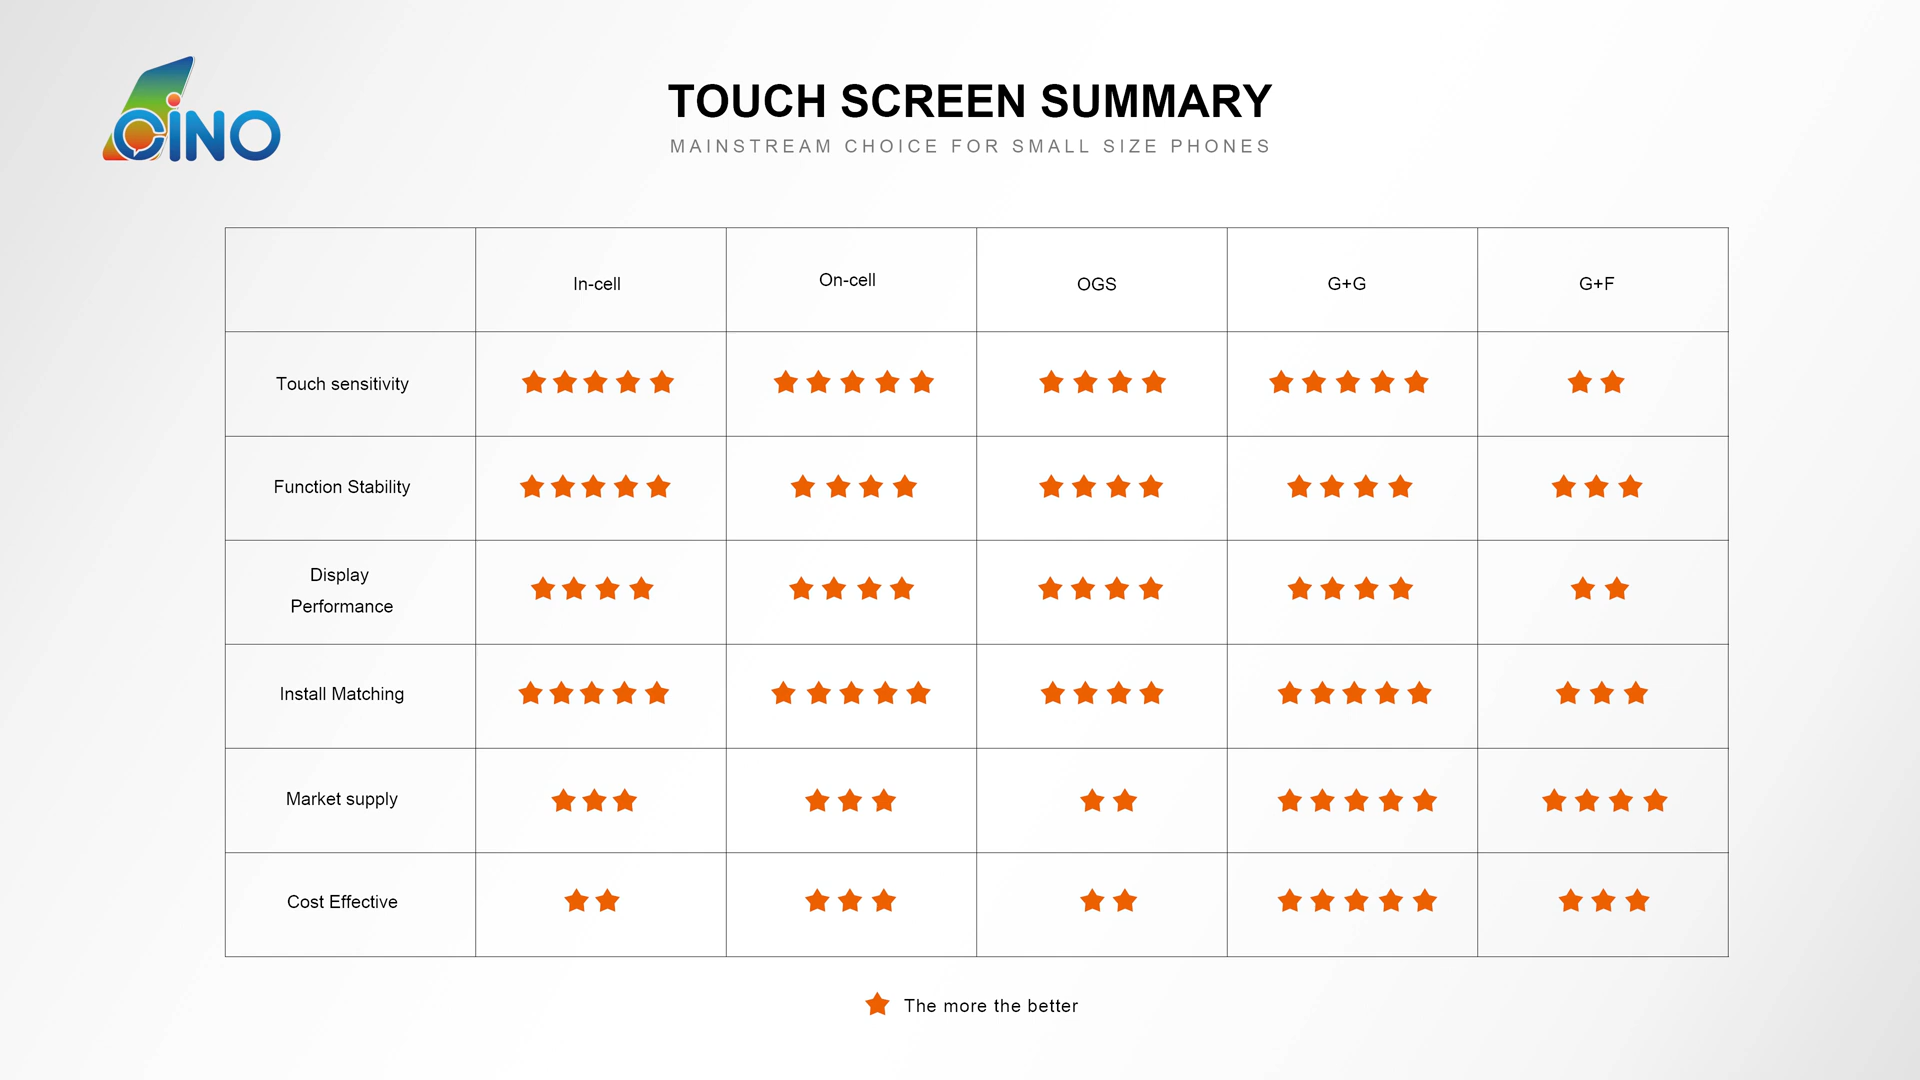 CINO
TOUCH SCREEN SUMMARY
MAINSTREAM CHOICE FOR SMALL SIZE PHONES
In-cell
On-cell
OGS
G+G
G+F
Touch sensitivity
Function Stability
Display
Performance
Install Matching
Market supply
Cost Effective
The more the better